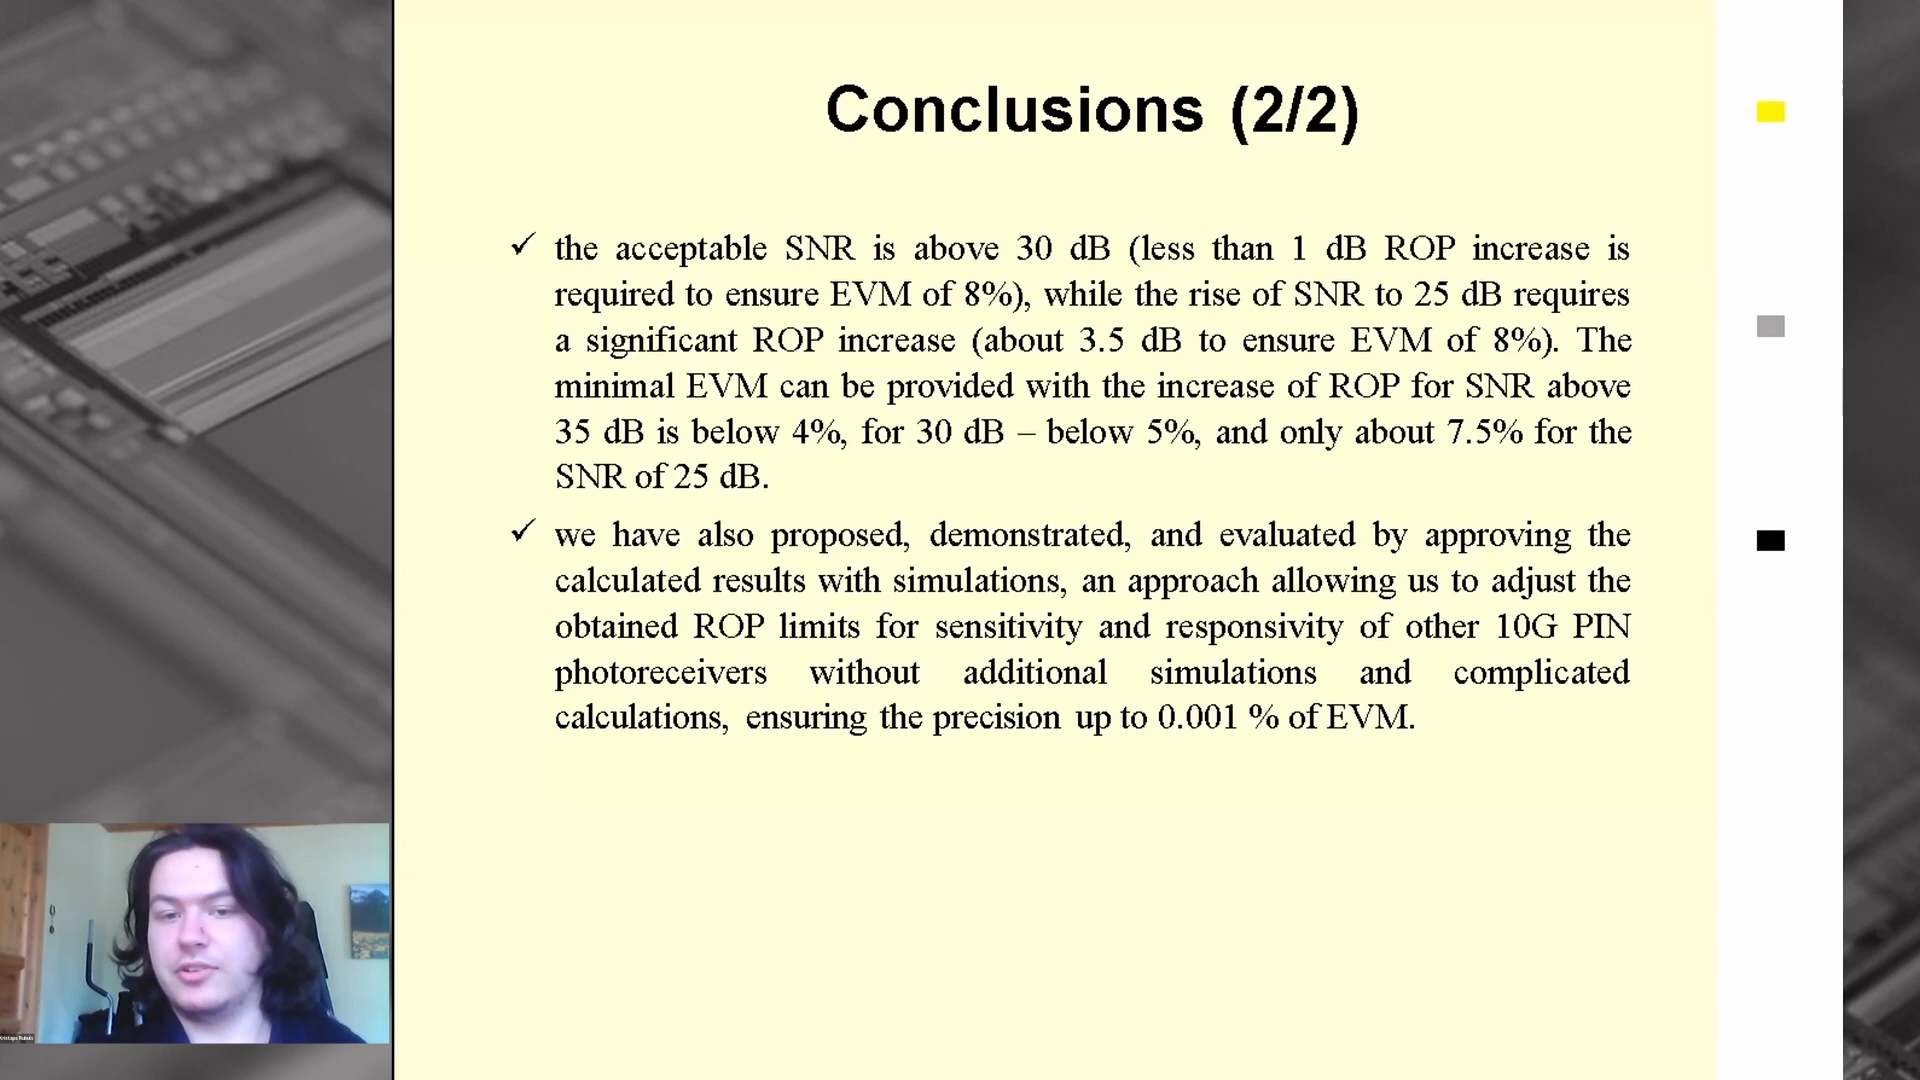 Conclusions (2/2)
✓ the acceptable SNR is above 30 dB (less than 1 dB ROP increase is
required to ensure EVM of 8%), while the rise of SNR to 25 dB requires
a significant ROP increase (about 3.5 dB to ensure EVM of 8%). The
minimal EVM can be provided with the increase of ROP for SNR above
35 dB is below 4%, for 30 dB – below 5%, and only about 7.5% for the
SNR of 25 dB.
✓ we have also proposed, demonstrated, and evaluated by approving the
calculated results with simulations, an approach allowing us to adjust the
obtained ROP limits for sensitivity and responsivity of other 10G PIN
photoreceivers without additional simulations and complicated
calculations, ensuring the precision up to 0.001 % of EVM.